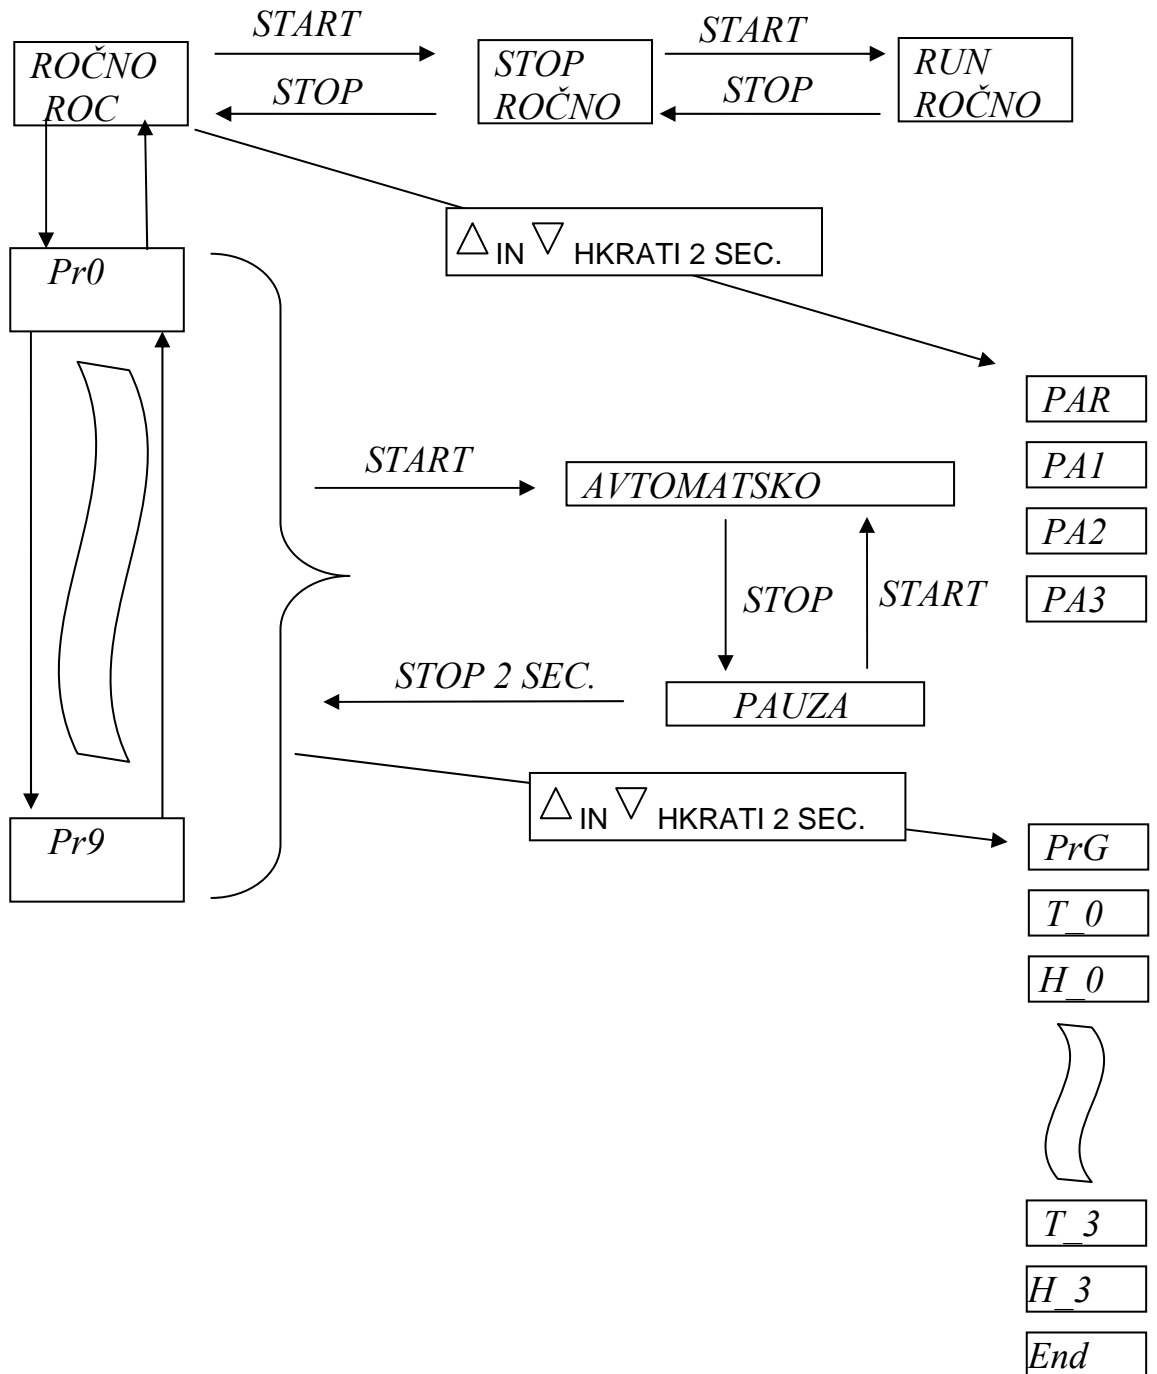 START
START
ROČNO
ROC
STOP
ROČNO
RUN
ROČNO
STOP
STOP
△ IN ▽ HKRATI 2 SEC.
Pr0
PAR
START
AVTOMATSKO
PA1
PA2
STOP
START
PA3
STOP 2 SEC.
PAUZA
△ IN ▽ HKRATI 2 SEC.
Pr9
PrG
T_0
H_0
T_3
H_3
End